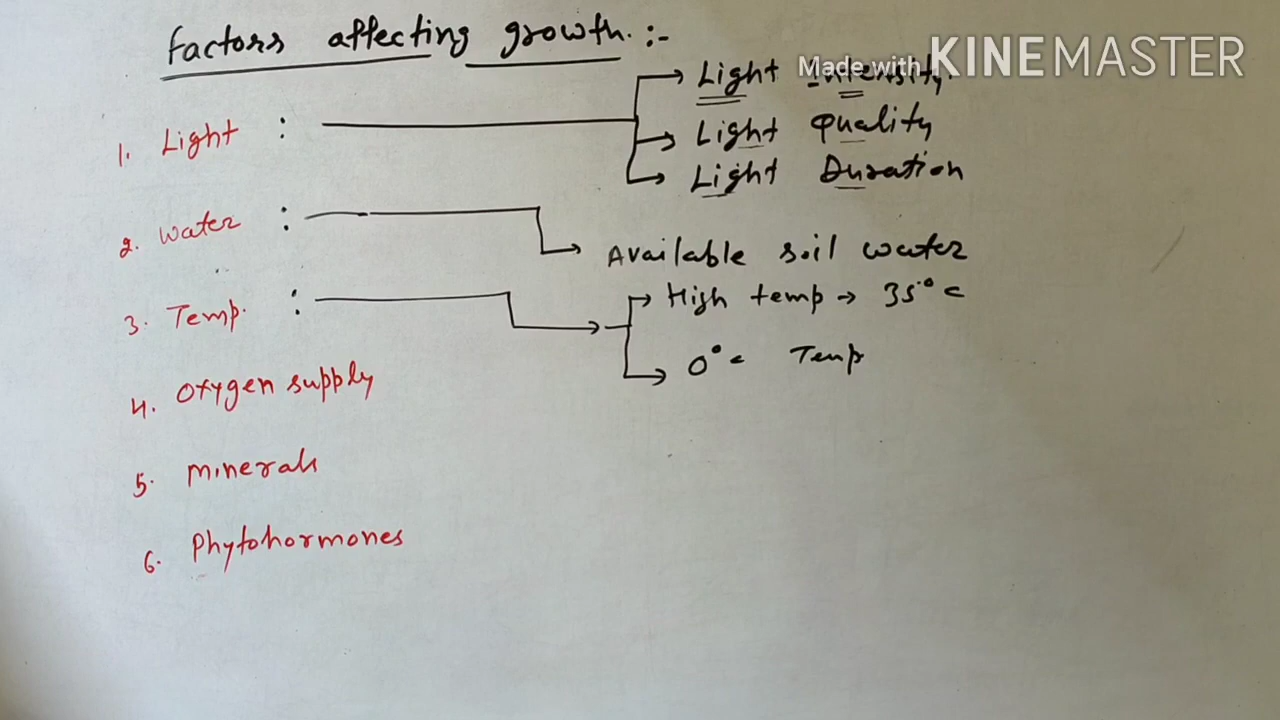 factors affecting growth. :-
Made with KINEMASTER
1. Light : → Light Intensity.
→ Light Quality
→ Light Duration
2. Water : → Available soil water
3. Temp. : → High temp → 35°c
→ 0°c Temp
4. Oxygen supply
5. Minerals
6. Phytohormones